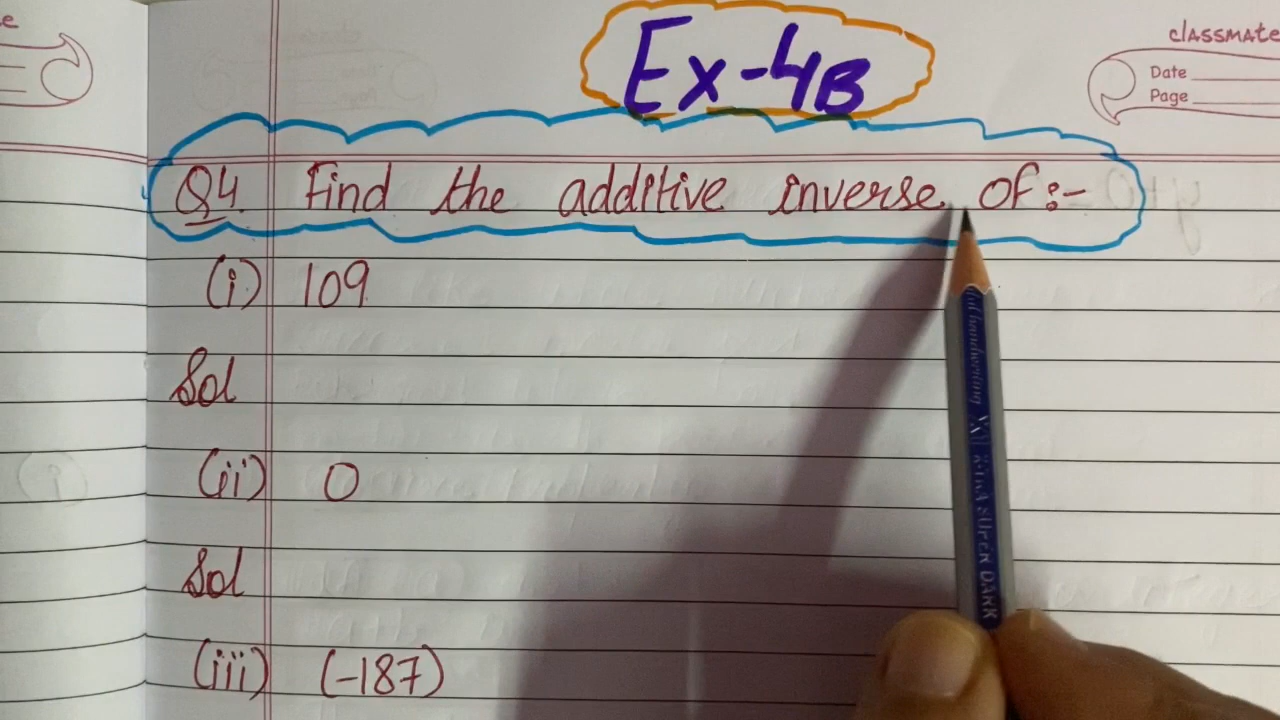 classmate
Date
Page
Ex-4B
Q4. Find the additive inverse of:-
(i) 109
Sol
(ii) 0
Sol
(iii) (-187)